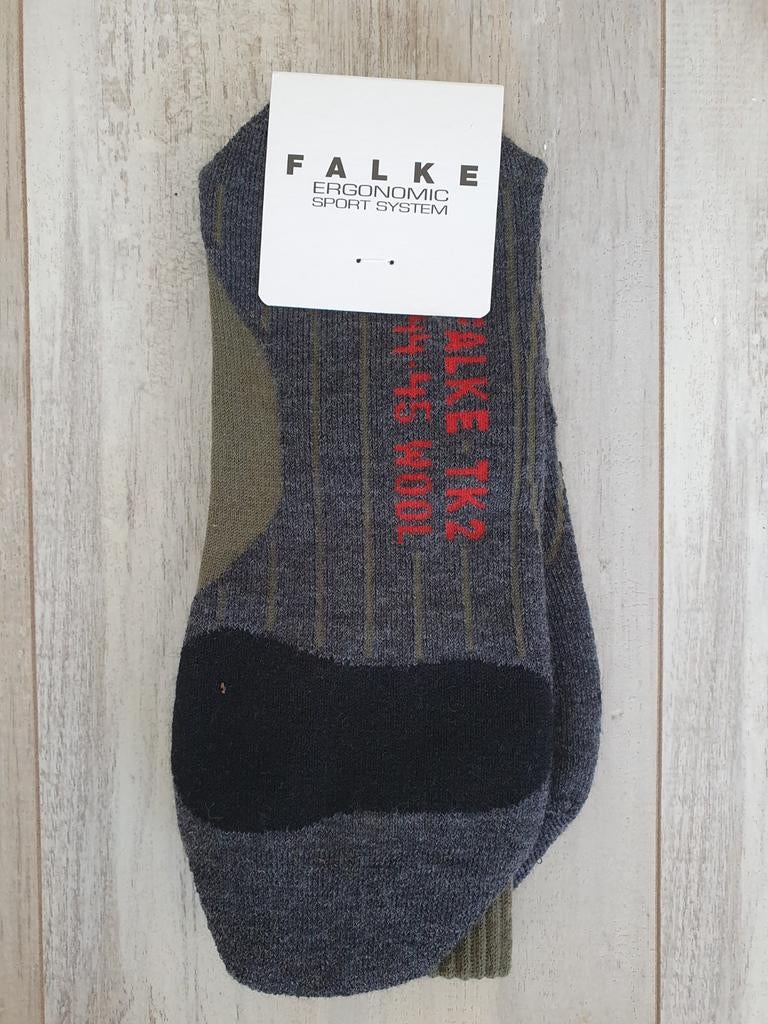 FALKE
ERGONOMIC
SPORT SYSTEM
FALKE TK2
44-45 WOOL